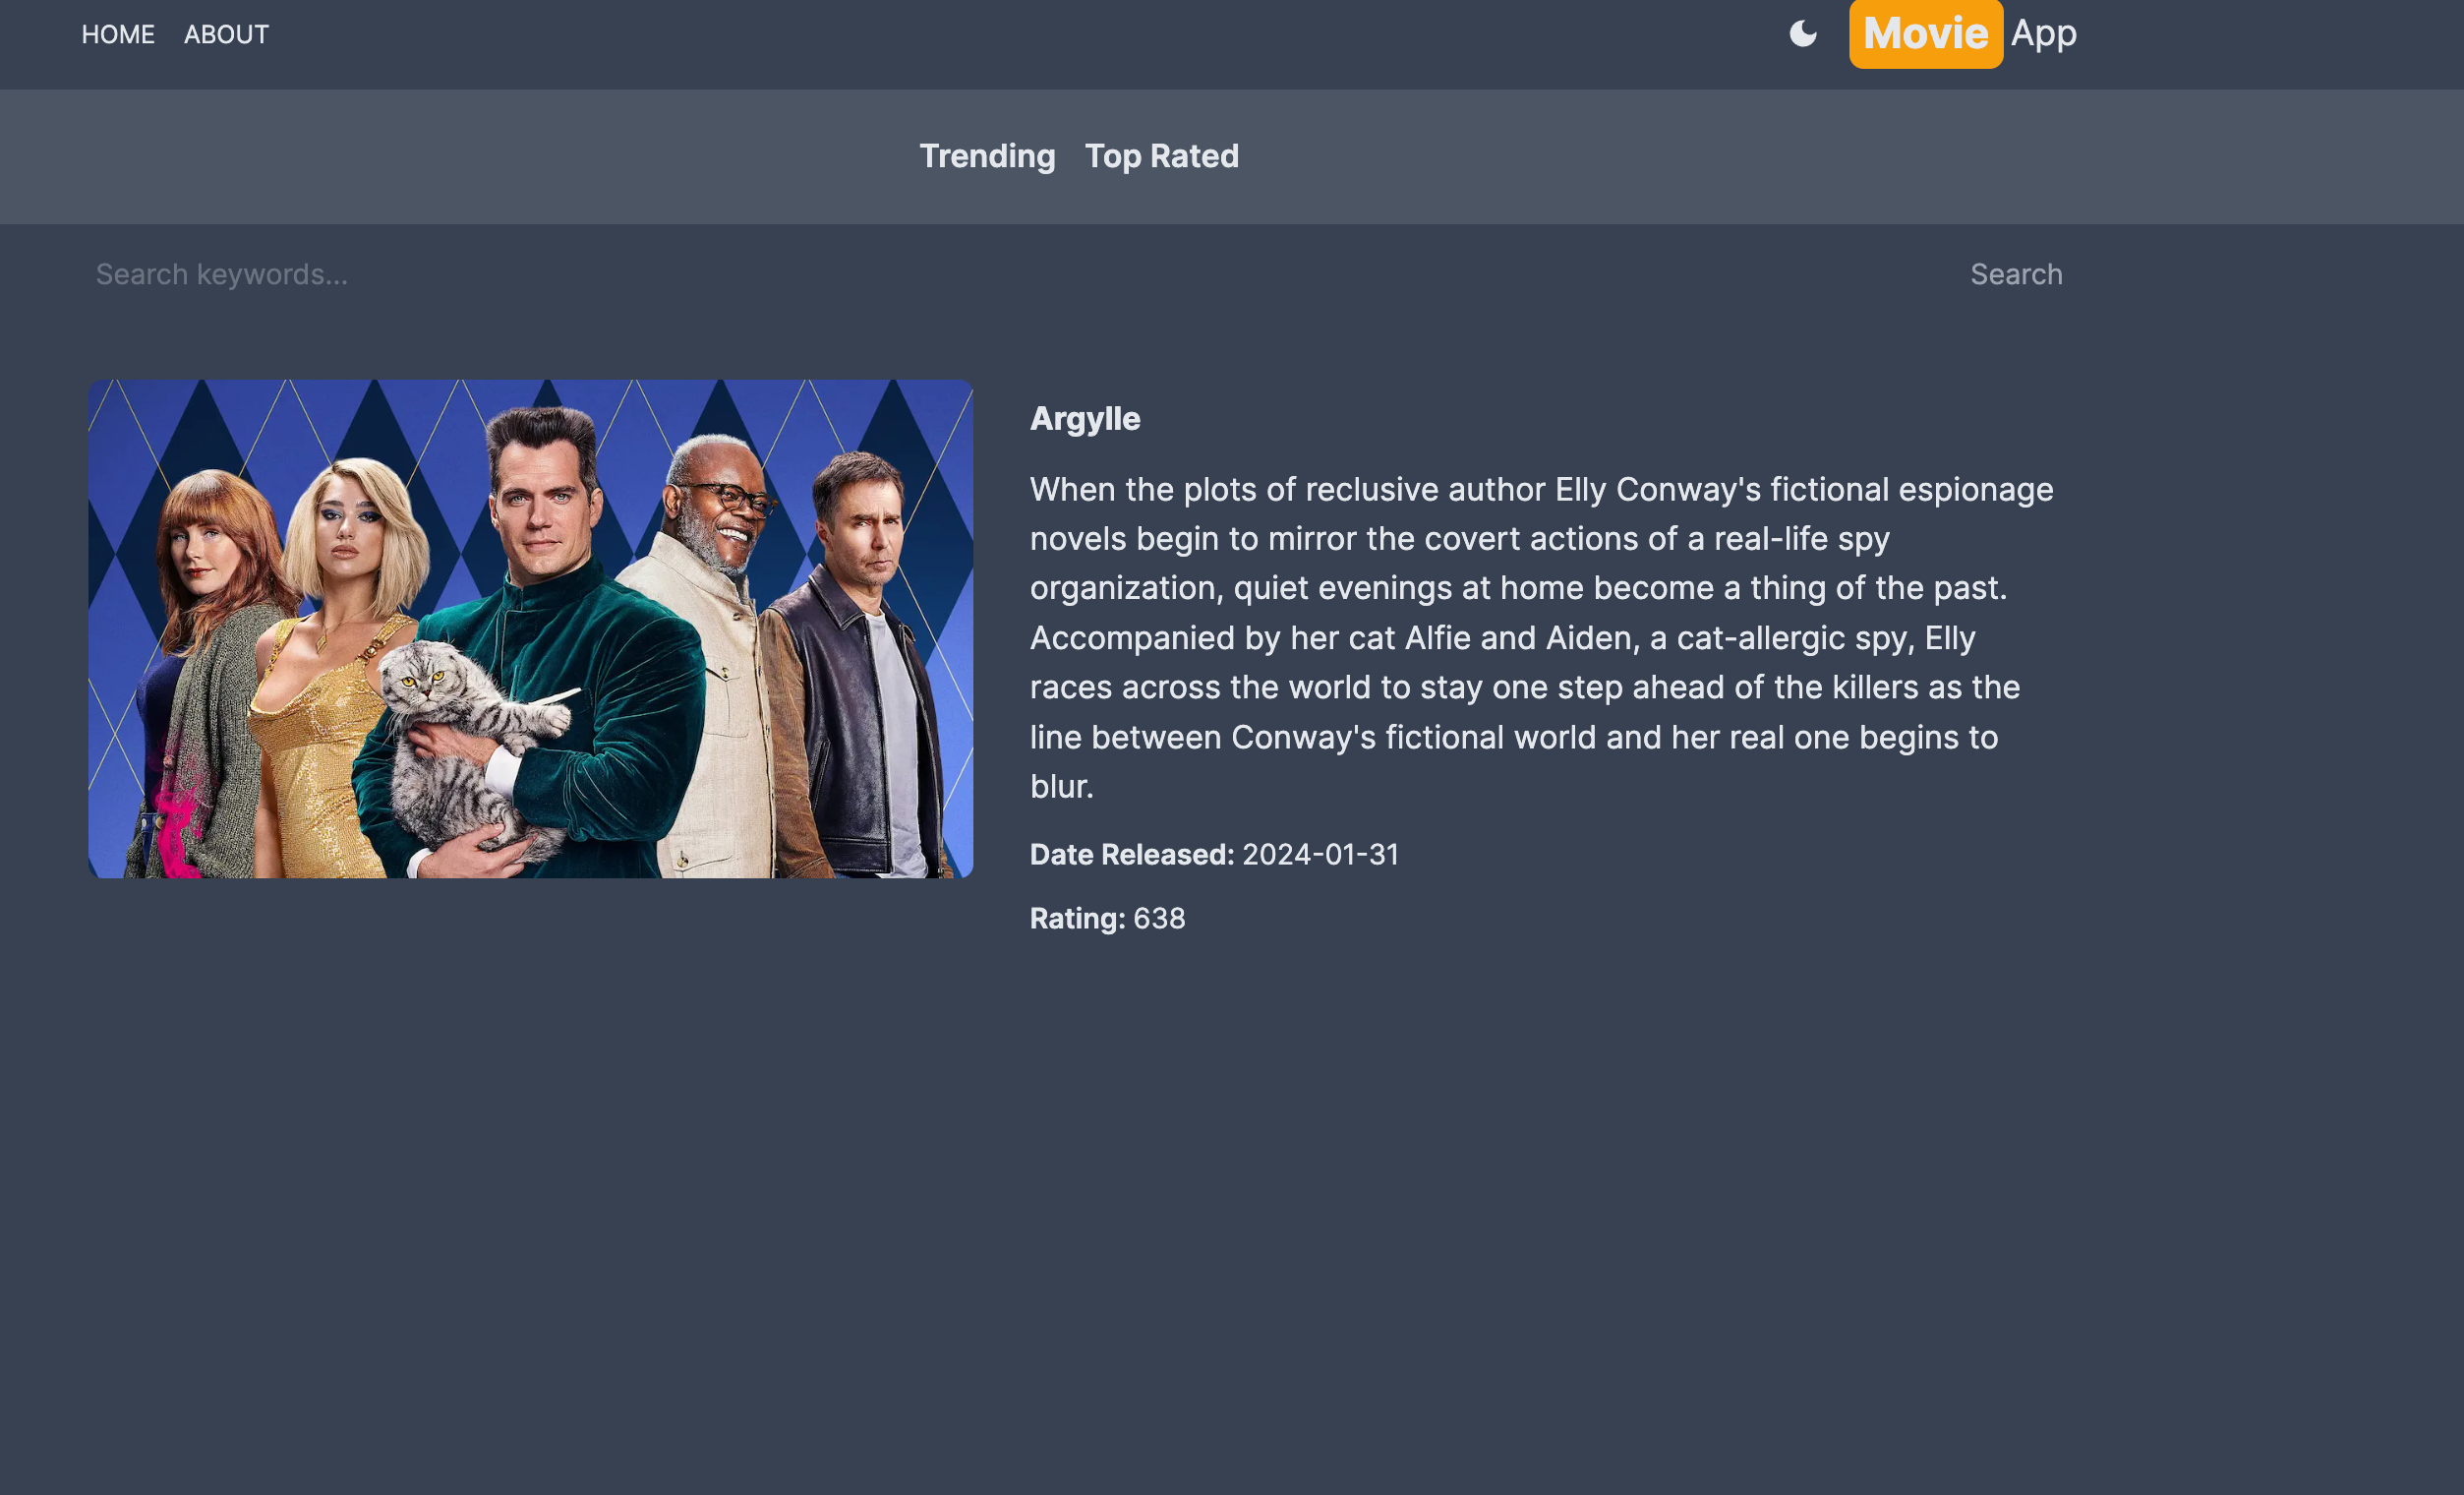 HOME ABOUT Movie App
Trending Top Rated
Search keywords... Search
Argylle
When the plots of reclusive author Elly Conway's fictional espionage
novels begin to mirror the covert actions of a real-life spy
organization, quiet evenings at home become a thing of the past.
Accompanied by her cat Alfie and Aiden, a cat-allergic spy, Elly
races across the world to stay one step ahead of the killers as the
line between Conway's fictional world and her real one begins to
blur.
Date Released: 2024-01-31
Rating: 638